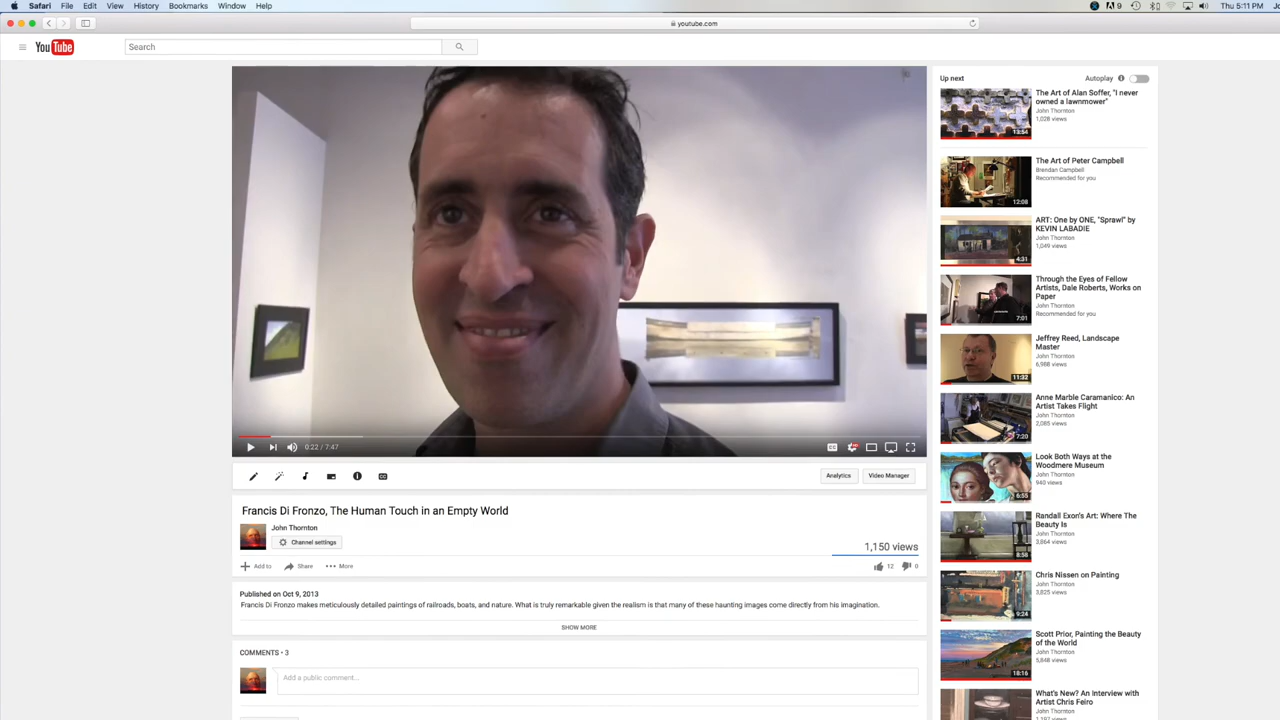 Safari File Edit View History Bookmarks Window Help
9
Thu 5:11 PM
youtube.com
YouTube
Search
0:22 / 7:47
CC
Analytics
Video Manager
Francis Di Fronzo, The Human Touch in an Empty World
John Thornton
Channel settings
1,150 views
Add to
Share
More
12
0
Published on Oct 9, 2013
Francis Di Fronzo makes meticulously detailed paintings of railroads, boats, and nature. What is truly remarkable given the realism is that many of these haunting images come directly from his imagination.
SHOW MORE
COMMENTS • 3
Add a public comment...
Up next
Autoplay
The Art of Alan Soffer, "I never
owned a lawnmower"
John Thornton
1,028 views
13:54
The Art of Peter Campbell
Brendan Campbell
Recommended for you
12:08
ART: One by ONE, "Sprawl" by
KEVIN LABADIE
John Thornton
1,049 views
4:31
Through the Eyes of Fellow
Artists, Dale Roberts, Works on
Paper
John Thornton
Recommended for you
7:01
Jeffrey Reed, Landscape
Master
John Thornton
6,988 views
11:32
Anne Marble Caramanico: An
Artist Takes Flight
John Thornton
2,085 views
7:20
Look Both Ways at the
Woodmere Museum
John Thornton
940 views
6:55
Randall Exon's Art: Where The
Beauty Is
John Thornton
3,864 views
8:58
Chris Nissen on Painting
John Thornton
3,825 views
9:24
Scott Prior, Painting the Beauty
of the World
John Thornton
5,848 views
18:16
What's New? An Interview with
Artist Chris Feiro
John Thornton